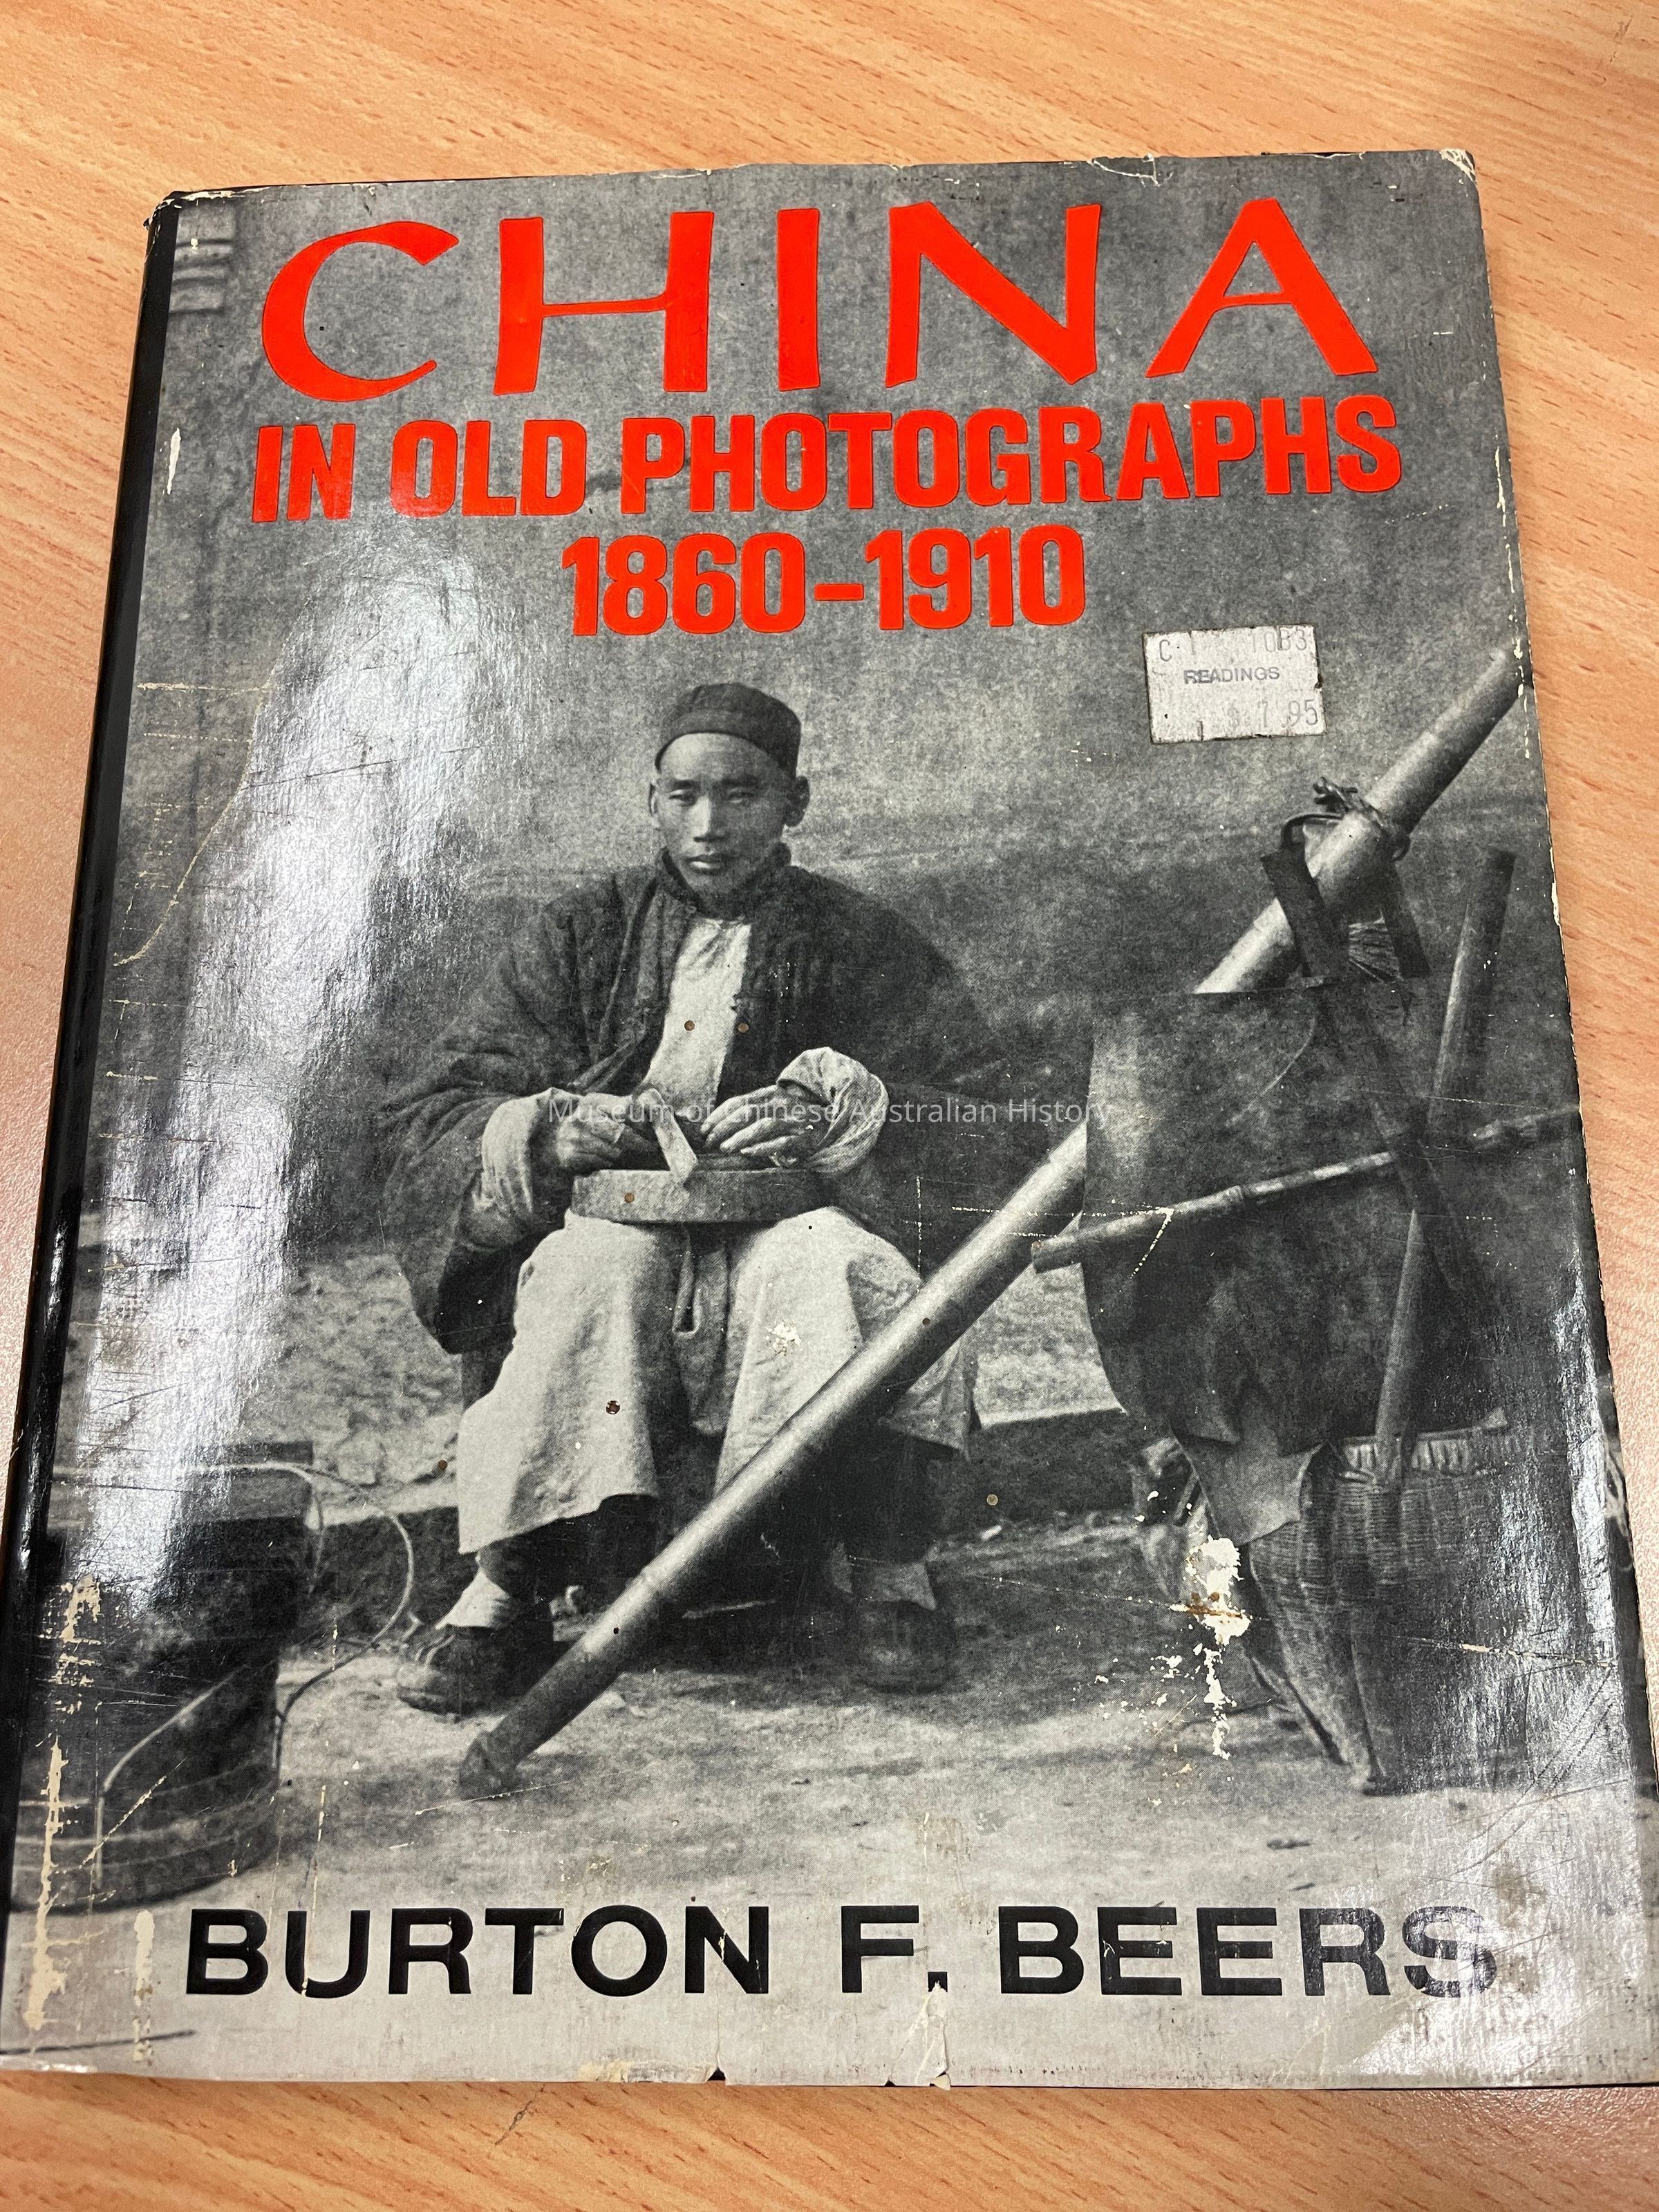 CHINA
IN OLD PHOTOGRAPHS
1860-1910
READINGS
Museum of Chinese Australian History
BURTON F. BEERS